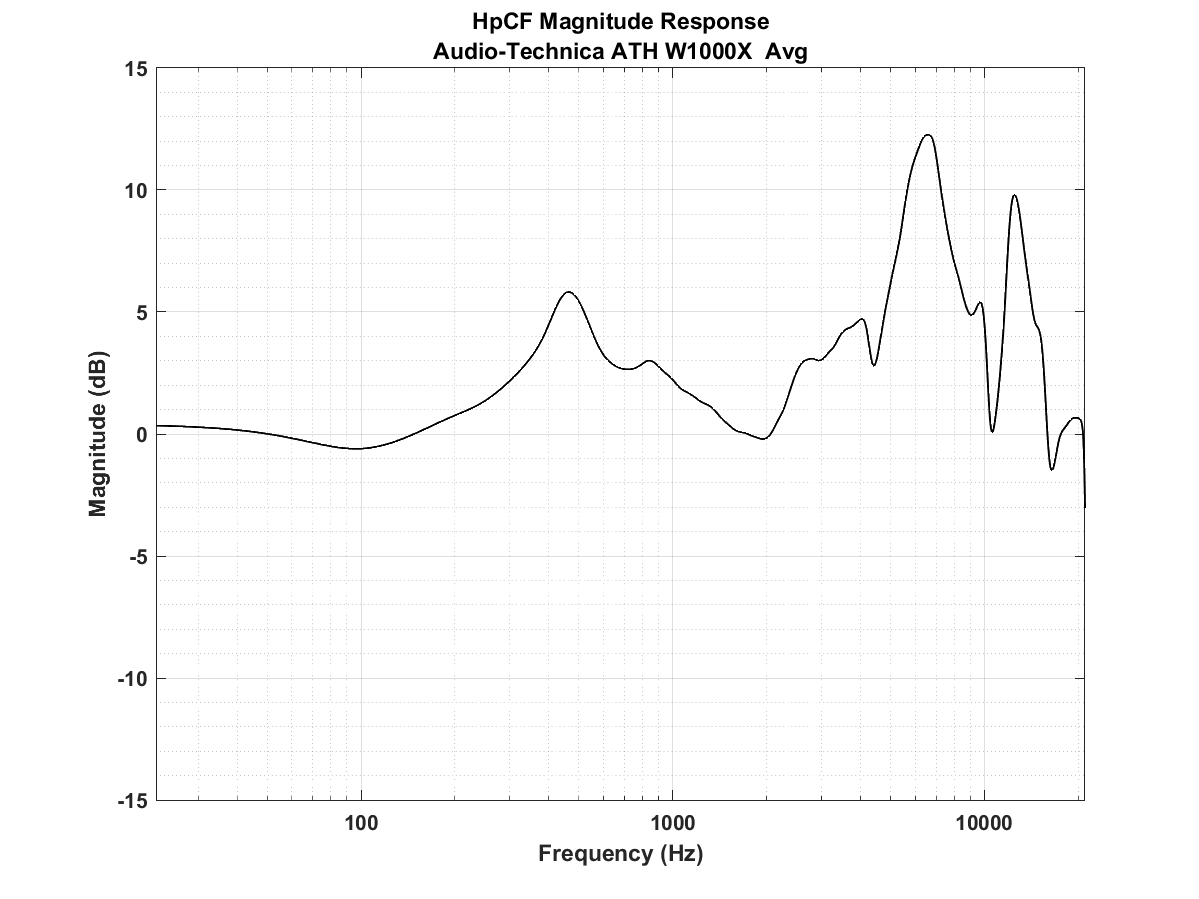 HpCF Magnitude Response
Audio-Technica ATH W1000X  Avg
15
10
5
0
-5
-10
-15
Magnitude (dB)
100
1000
10000
Frequency (Hz)